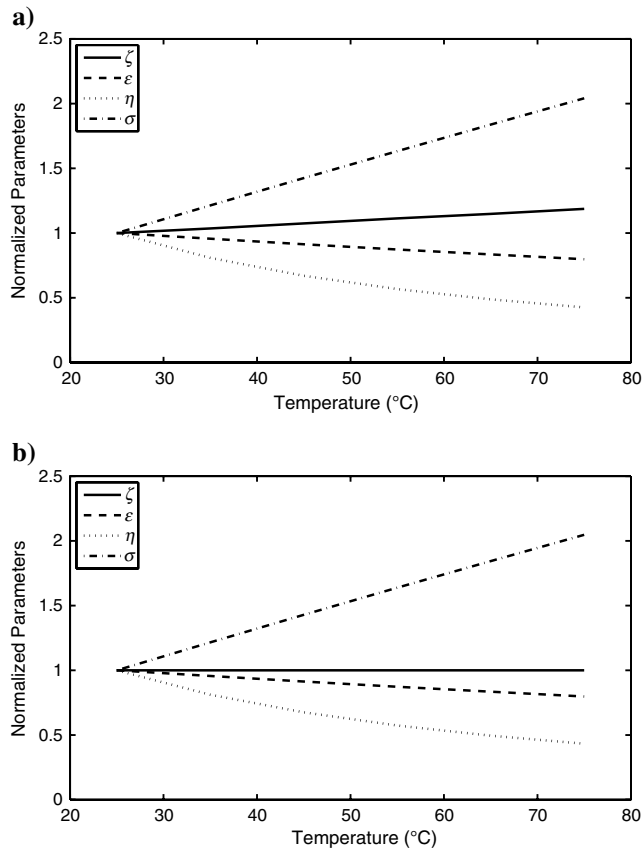 a)
2.5
2
1.5
1
0.5
0
Normalized Parameters
ζ
ε
η
σ
20 30 40 50 60 70 80
Temperature (°C)
b)
2.5
2
1.5
1
0.5
0
Normalized Parameters
ζ
ε
η
σ
20 30 40 50 60 70 80
Temperature (°C)